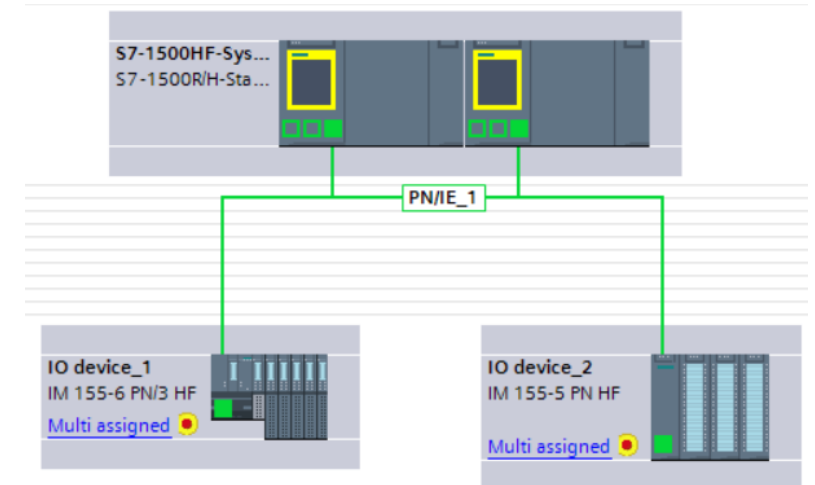 S7-1500HF-Sys...
S7-1500R/H-Sta...
PN/IE_1
IO device_1
IM 155-6 PN/3 HF
Multi assigned
IO device_2
IM 155-5 PN HF
Multi assigned